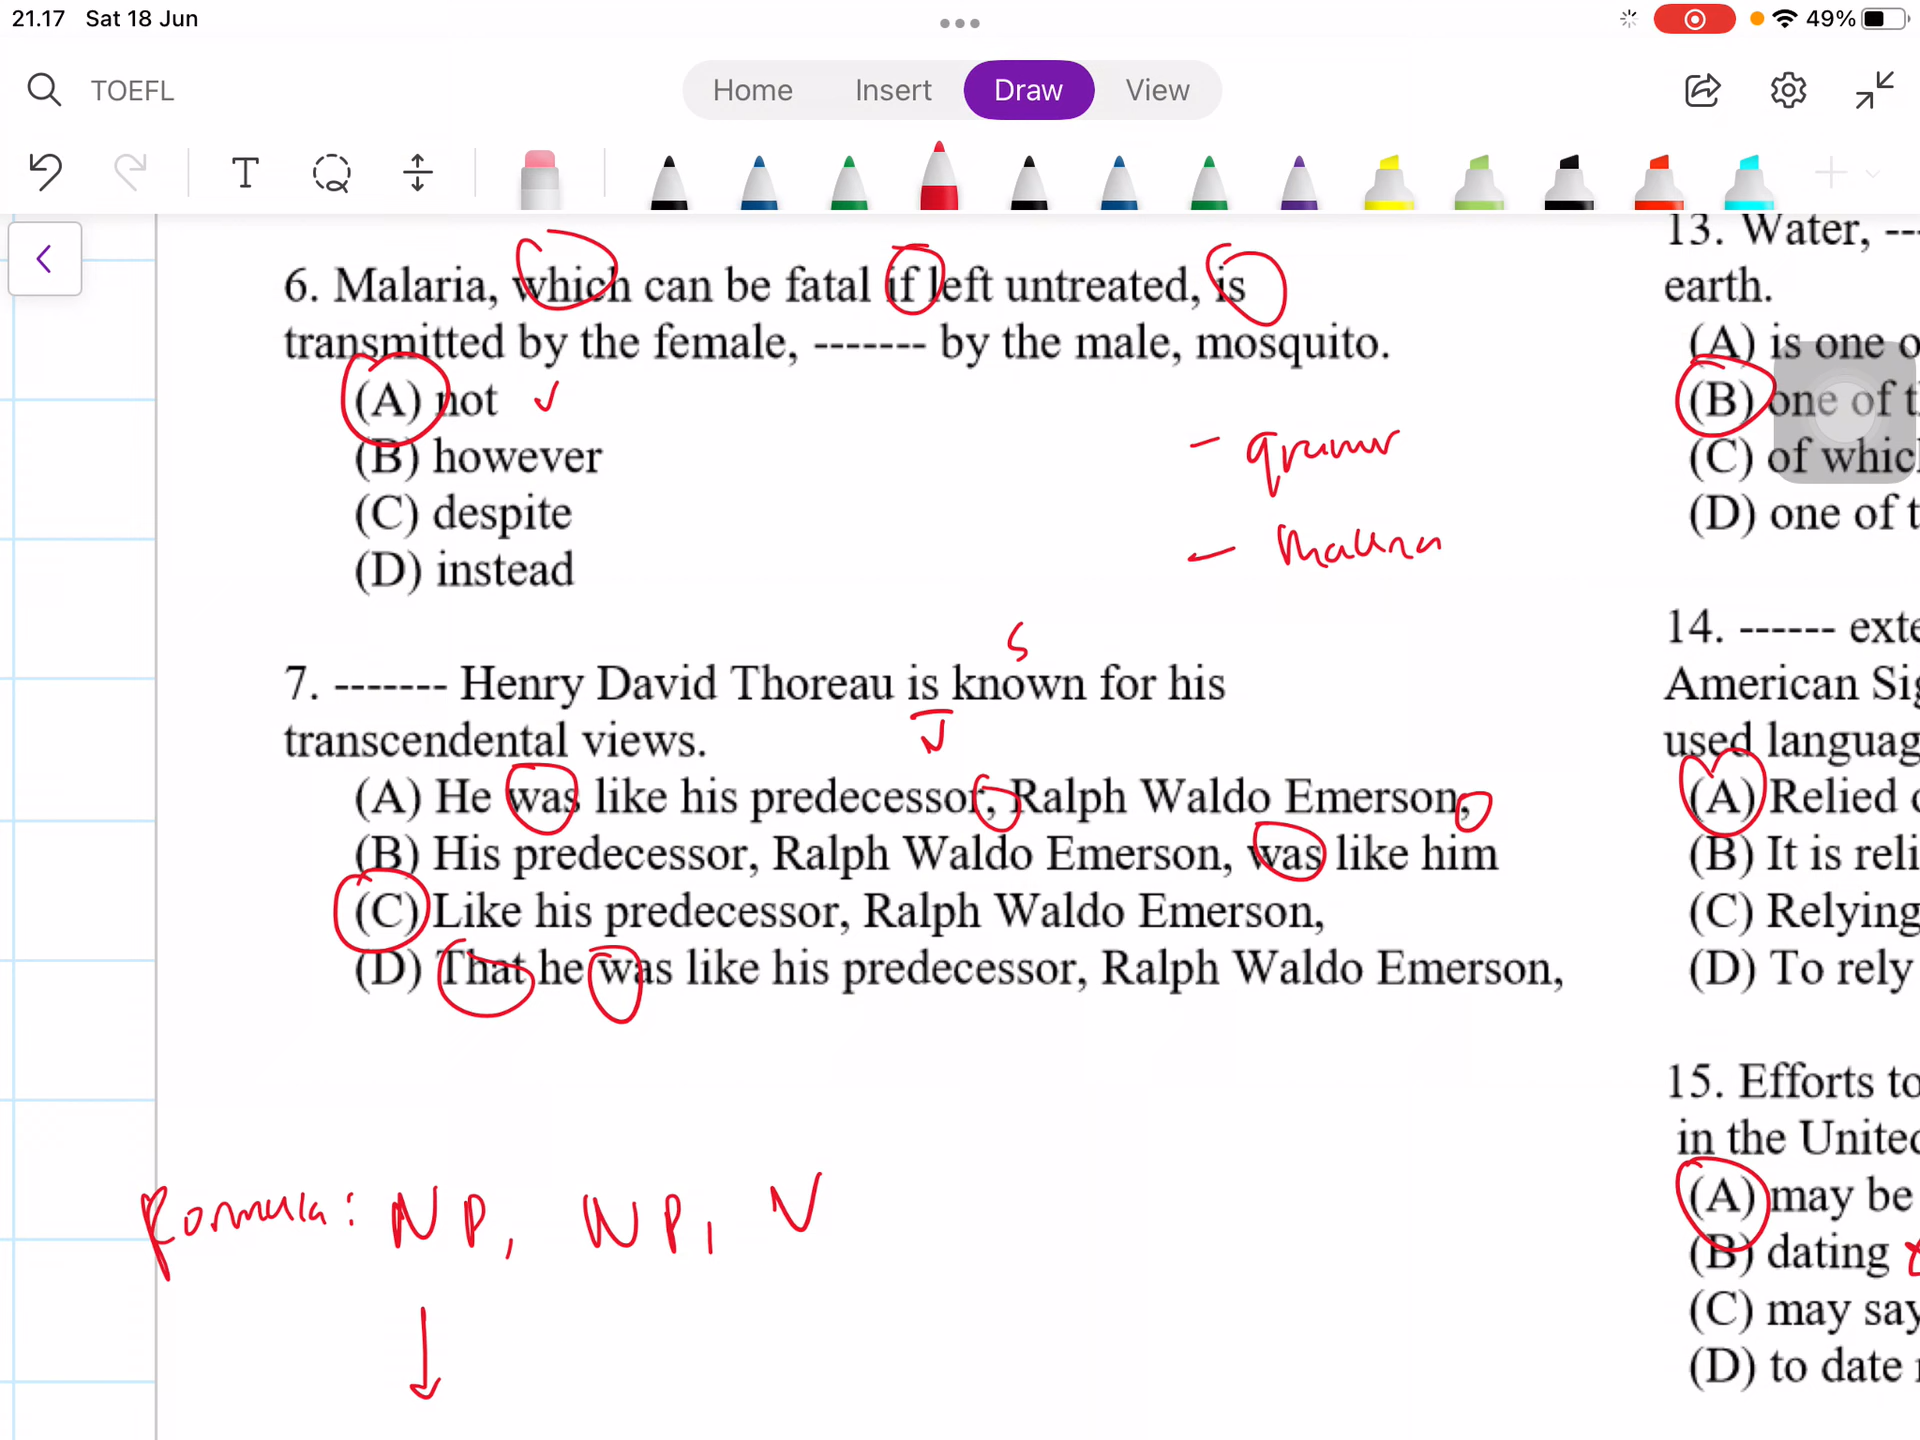 21.17 Sat 18 Jun
49%
TOEFL
Home Insert Draw View
6. Malaria, which can be fatal if left untreated, is
transmitted by the female, ------- by the male, mosquito.
(A) not
(B) however
(C) despite
(D) instead
S
7. ------- Henry David Thoreau is known for his
V
transcendental views.
(A) He was like his predecessor, Ralph Waldo Emerson,
(B) His predecessor, Ralph Waldo Emerson, was like him
(C) Like his predecessor, Ralph Waldo Emerson,
(D) That he was like his predecessor, Ralph Waldo Emerson,
Formula: NP, NP, V
13. Water, --
earth.
(A) is one o
(B) one of t
(C) of which
(D) one of t
14. ------ exte
American Sig
used languag
(A) Relied
(B) It is reli
(C) Relying
(D) To rely
15. Efforts to
in the United
(A) may be
(B) dating
(C) may say
(D) to date